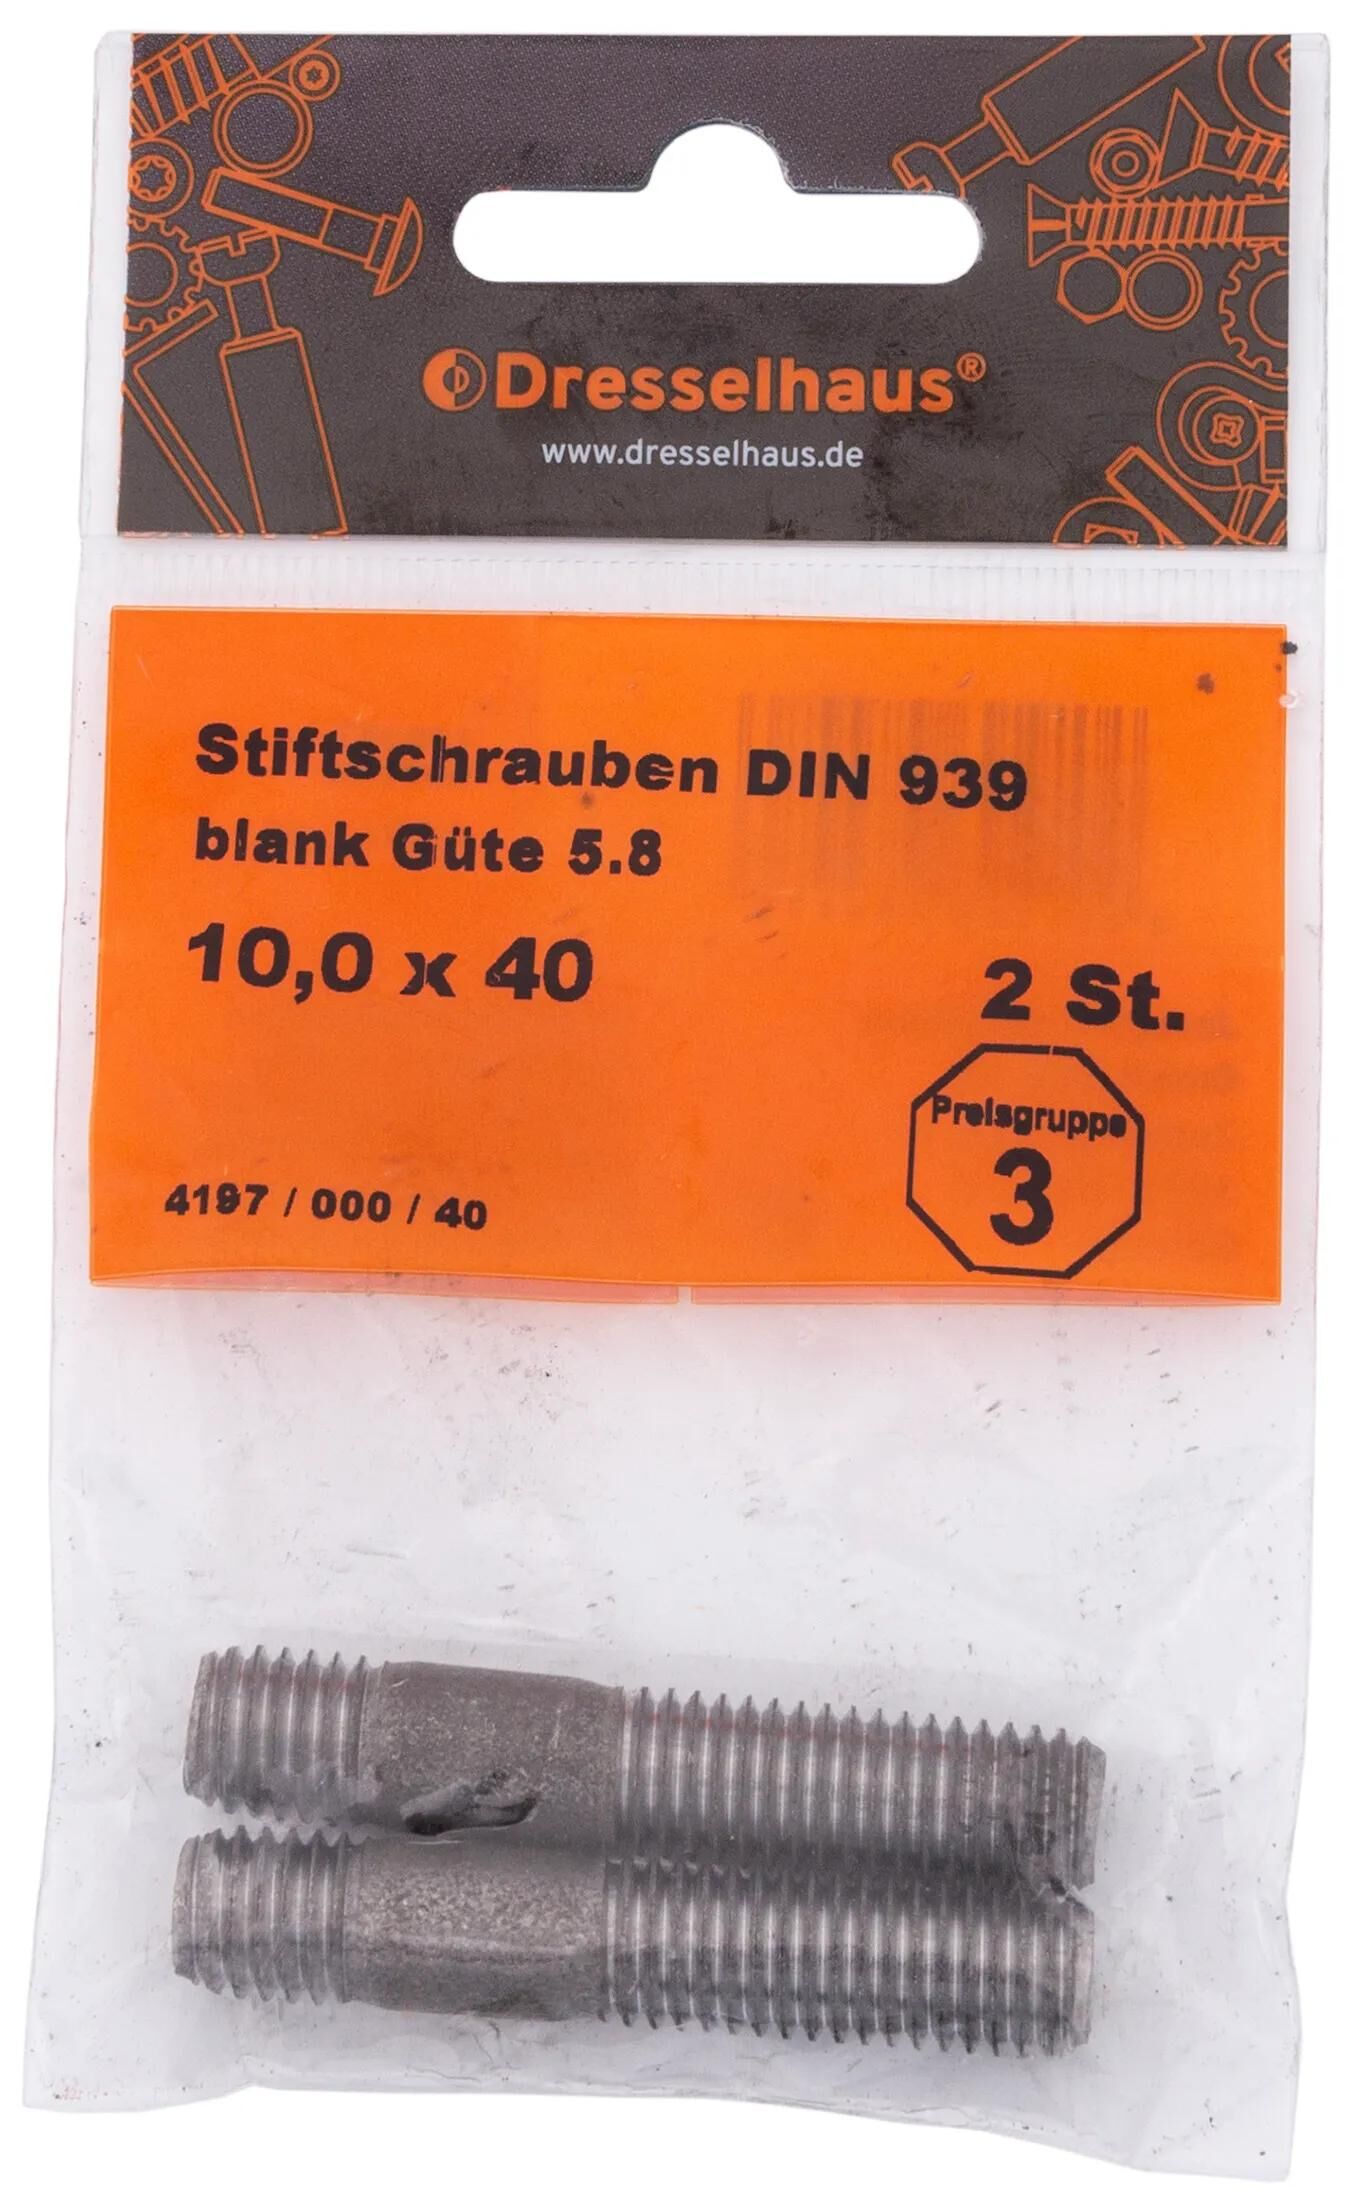 Dresselhaus®
www.dresselhaus.de
Stiftschrauben DIN 939
blank Güte 5.8
10,0 x 40
2 St.
Preisgruppe
3
4197 / 000 / 40